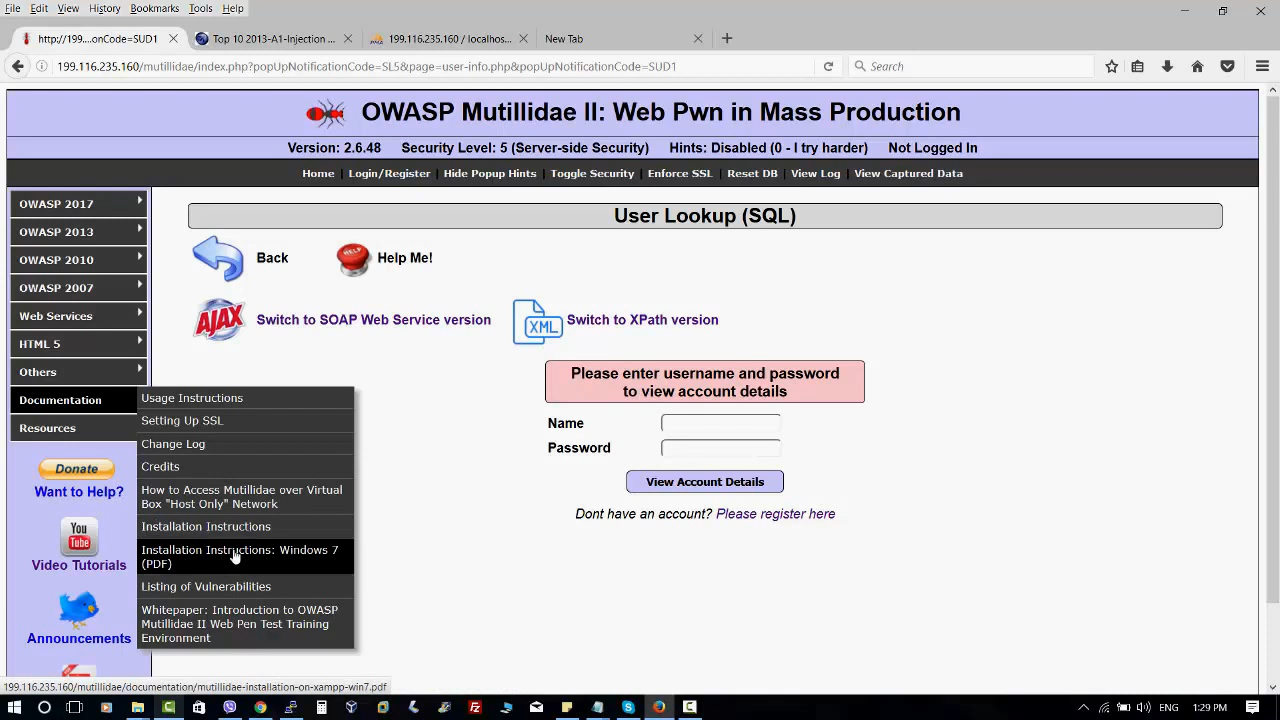 File Edit View History Bookmarks Tools Help
http://199....onCode=SUD1
Top 10 2013-A1-Injection ...
199.116.235.160 / localhos...
New Tab
199.116.235.160/mutillidae/index.php?popUpNotificationCode=SL5&page=user-info.php&popUpNotificationCode=SUD1
Search
OWASP Mutillidae II: Web Pwn in Mass Production
Version: 2.6.48 Security Level: 5 (Server-side Security) Hints: Disabled (0 - I try harder) Not Logged In
Home | Login/Register | Hide Popup Hints | Toggle Security | Enforce SSL | Reset DB | View Log | View Captured Data
OWASP 2017
OWASP 2013
OWASP 2010
OWASP 2007
Web Services
HTML 5
Others
Documentation
Resources
Donate
Want to Help?
You
Tube
Video Tutorials
Announcements
Usage Instructions
Setting Up SSL
Change Log
Credits
How to Access Mutillidae over Virtual
Box "Host Only" Network
Installation Instructions
Installation Instructions: Windows 7
(PDF)
Listing of Vulnerabilities
Whitepaper: Introduction to OWASP
Mutillidae II Web Pen Test Training
Environment
User Lookup (SQL)
Back
HELP
Help Me!
AJAX
Switch to SOAP Web Service version
XML
Switch to XPath version
Please enter username and password
to view account details
Name
Password
View Account Details
Dont have an account? Please register here
199.116.235.160/mutillidae/documentation/mutillidae-installation-on-xampp-win7.pdf
ENG
1:29 PM